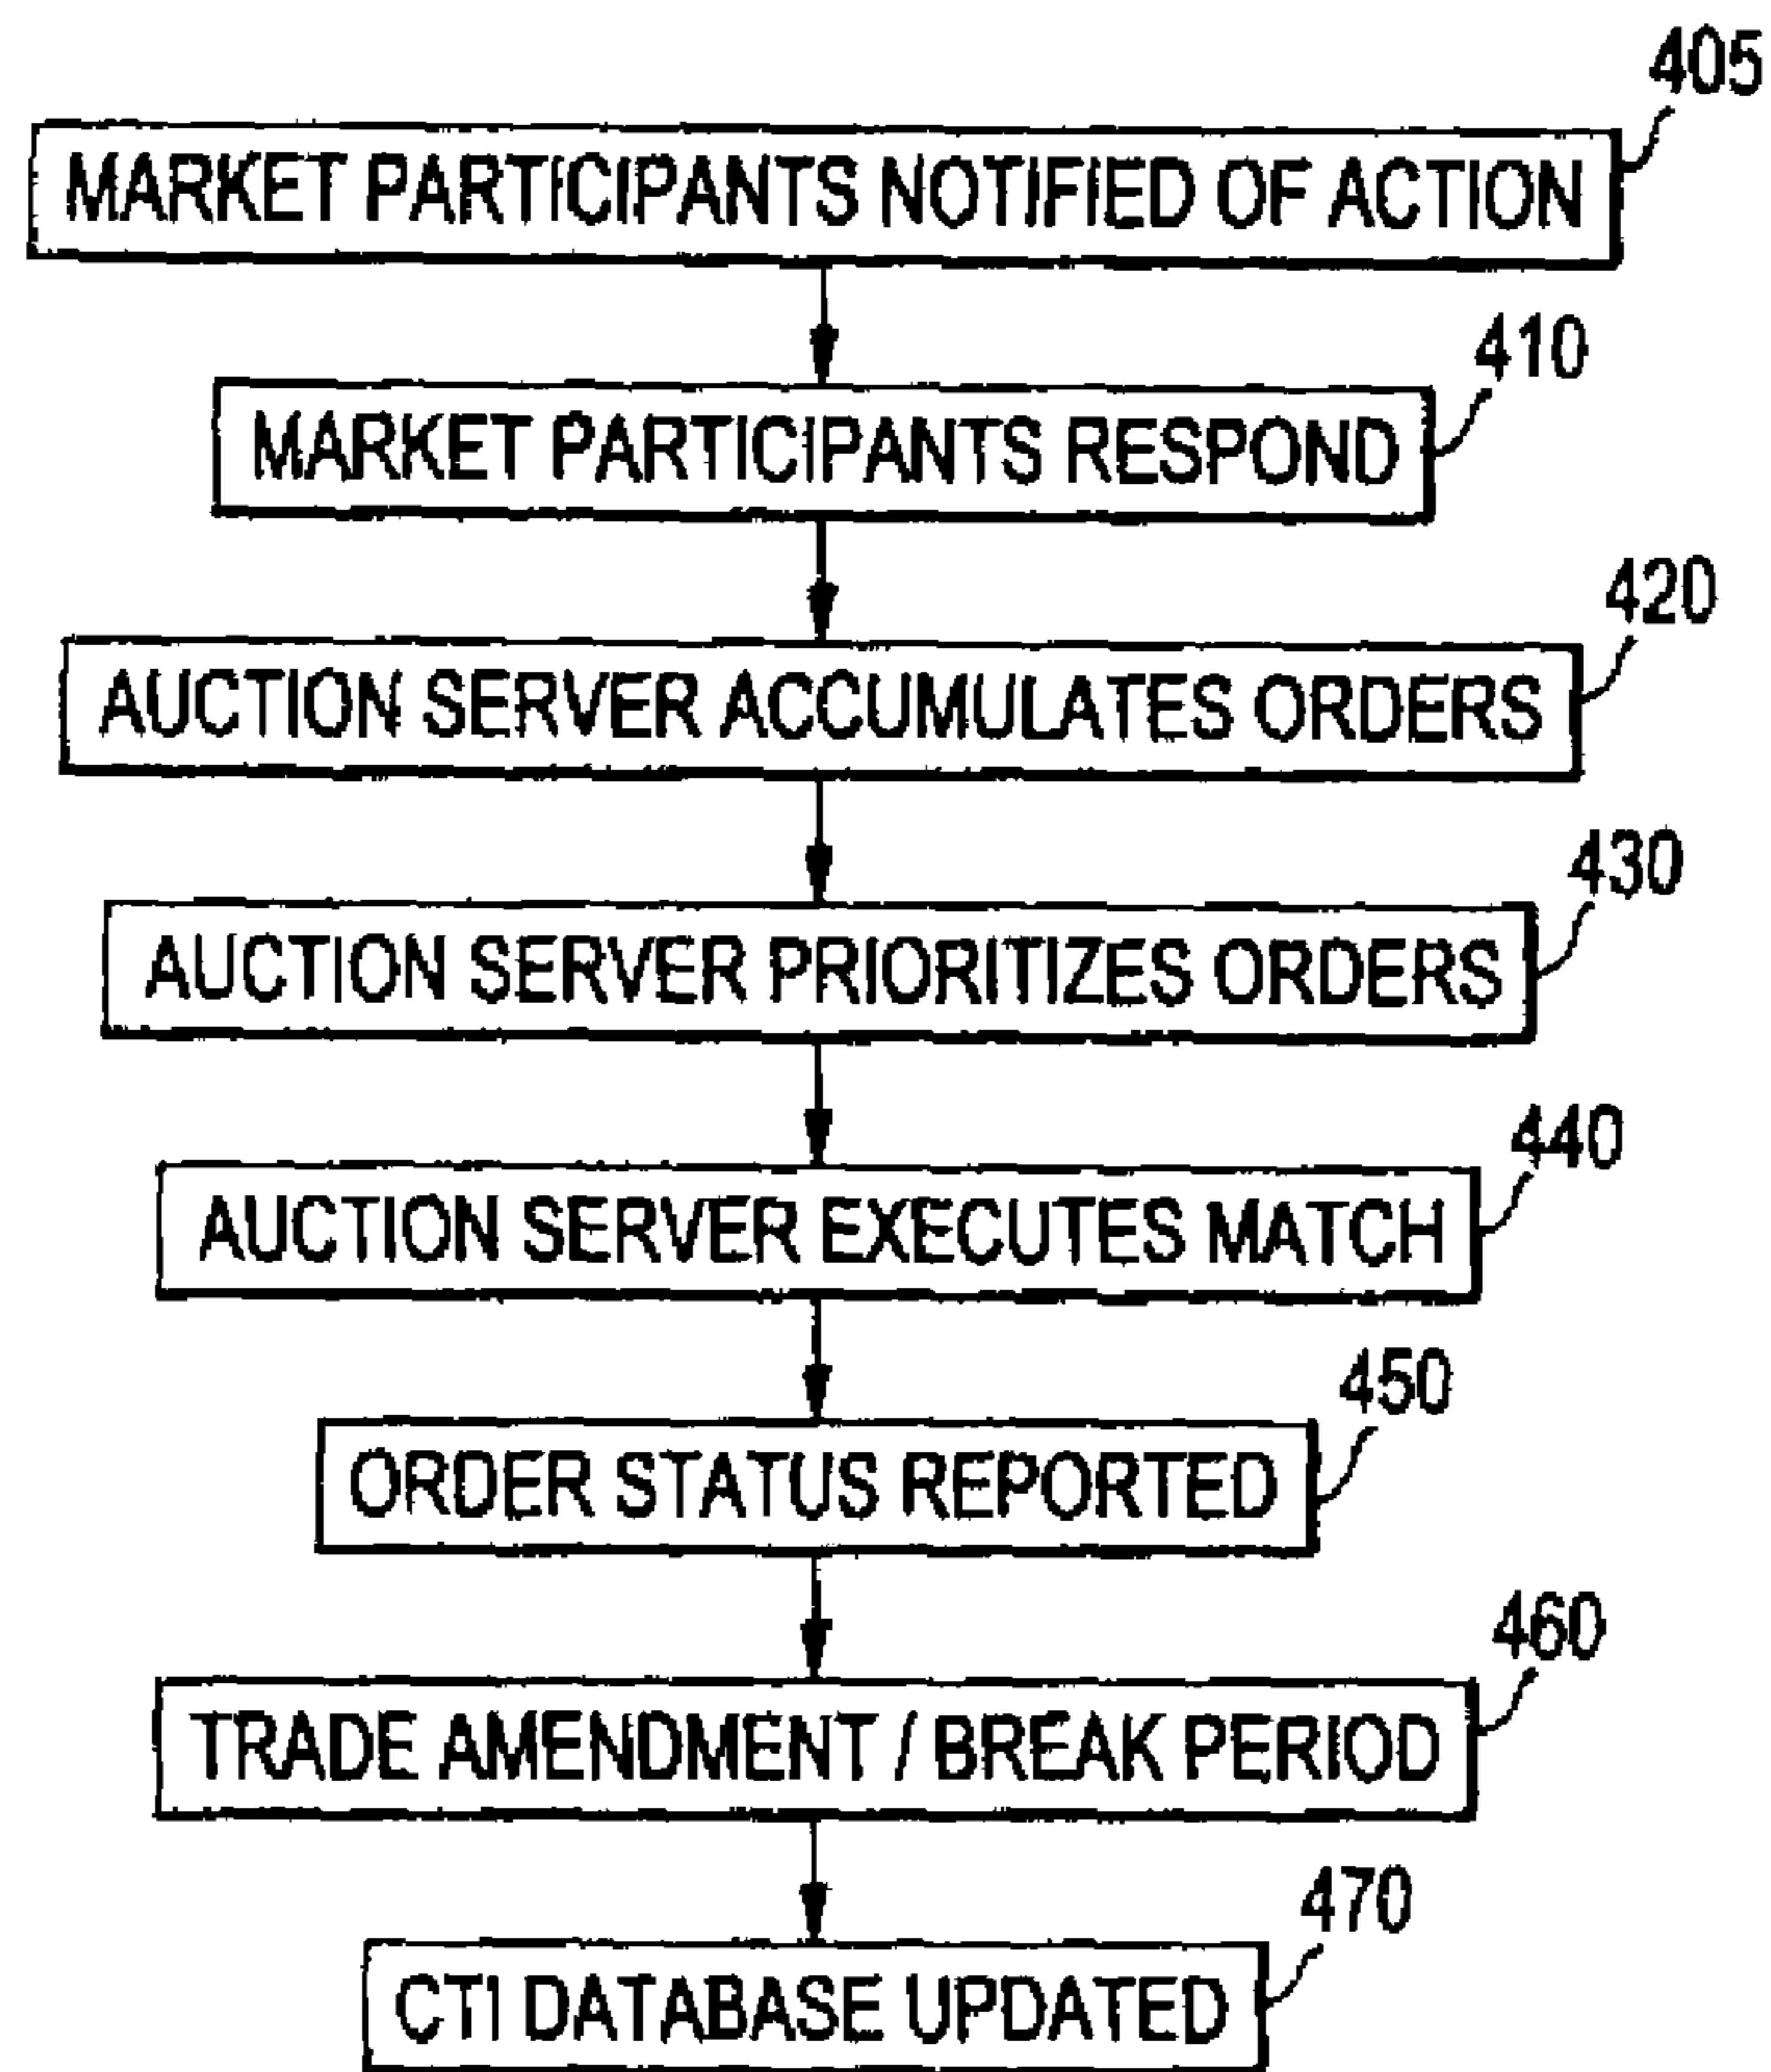 405
MARKET PARTICIPANTS NOTIFIED OF ACTION
410
MARKET PARTICIPANTS RESPOND
420
AUCTION SERVER ACCUMULATES ORDERS
430
AUCTION SERVER PRIORITIZES ORDERS
440
AUCTION SERVER EXECUTES MATCH
450
ORDER STATUS REPORTED
460
TRADE AMENDMENT / BREAK PERIOD
470
CT1 DATABASE UPDATED